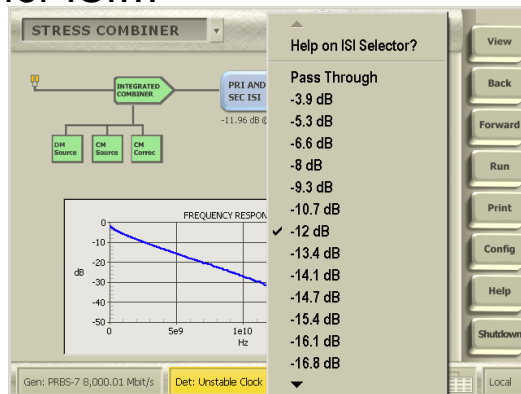 STRESS COMBINER
INTEGRATED
COMBINER
PRI AND
SEC ISI
-11.96 dB @
DM
Source
CM
Source
CM
Correc
FREQUENCY RESPON
0
-10
-20
-30
-40
-50
dB
0
5e9
1e10
Hz
Gen: PRBS-7 8,000.01 Mbit/s
Det: Unstable Clock
Help on ISI Selector?
Pass Through
-3.9 dB
-5.3 dB
-6.6 dB
-8 dB
-9.3 dB
-10.7 dB
-12 dB
-13.4 dB
-14.1 dB
-14.7 dB
-15.4 dB
-16.1 dB
-16.8 dB
View
Back
Forward
Run
Print
Config
Help
Shutdown
Local